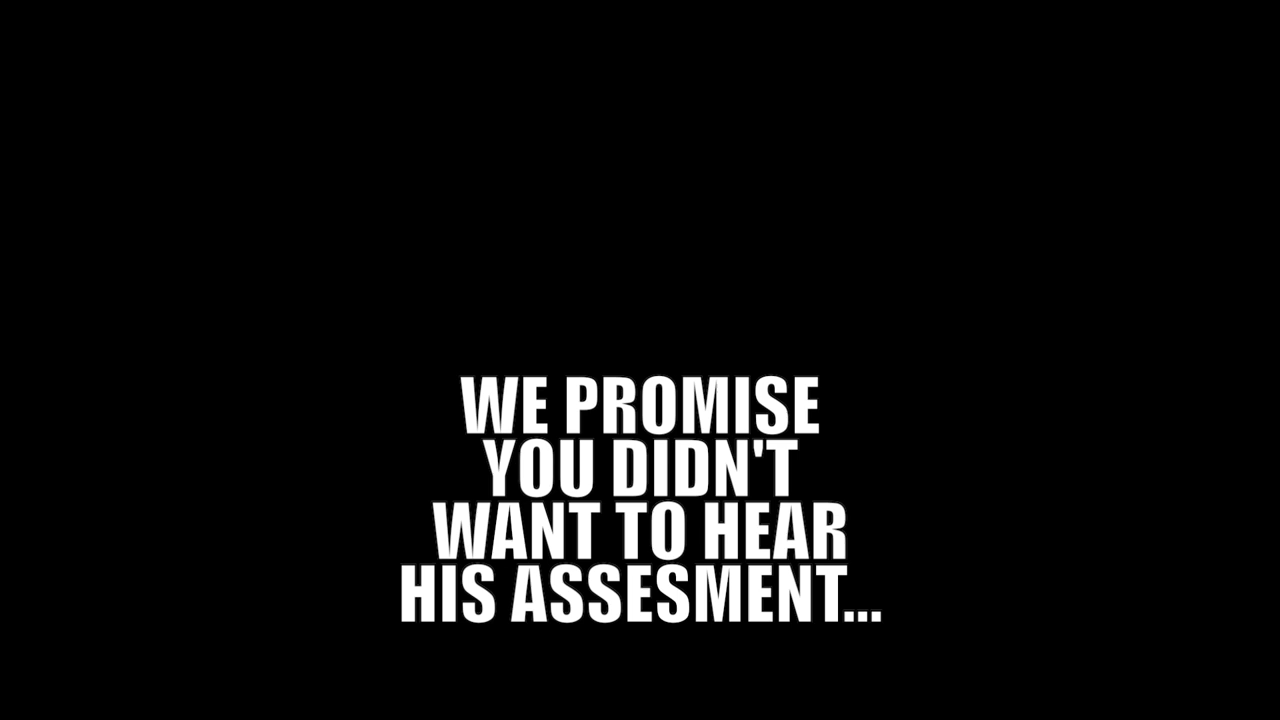 WE PROMISE
YOU DIDN'T
WANT TO HEAR
HIS ASSESMENT...